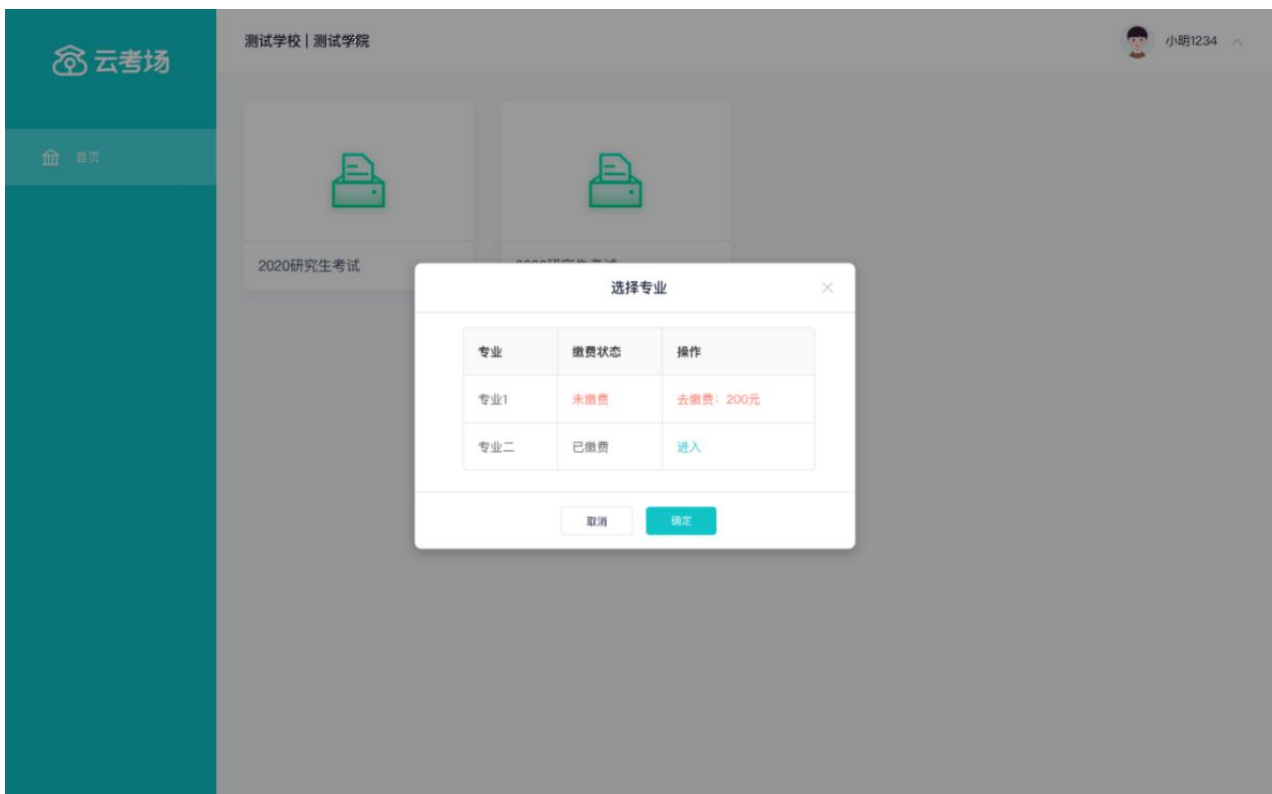 云考场
测试学校 | 测试学院
小明1234
首页
2020研究生考试
选择专业
专业 缴费状态 操作
专业1 未缴费 去缴费：200元
专业二 已缴费 进入
取消 确定